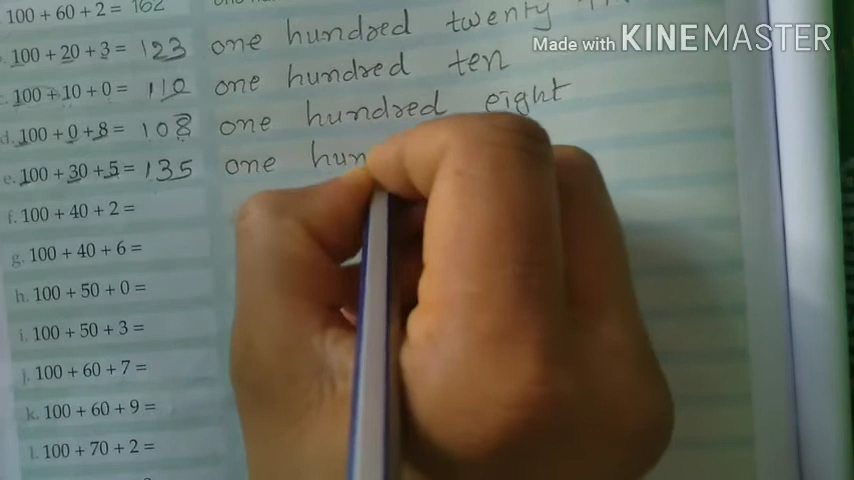 100 + 60 + 2 = 162
100 + 20 + 3 = 123 one hundred twenty
Made with KINEMASTER
100 + 10 + 0 = 110 one hundred ten
d. 100 + 0 + 8 = 108 one hundred eight
e. 100 + 30 + 5 = 135 one hun
f. 100 + 40 + 2 =
g. 100 + 40 + 6 =
h. 100 + 50 + 0 =
i. 100 + 50 + 3 =
j. 100 + 60 + 7 =
k. 100 + 60 + 9 =
l. 100 + 70 + 2 =